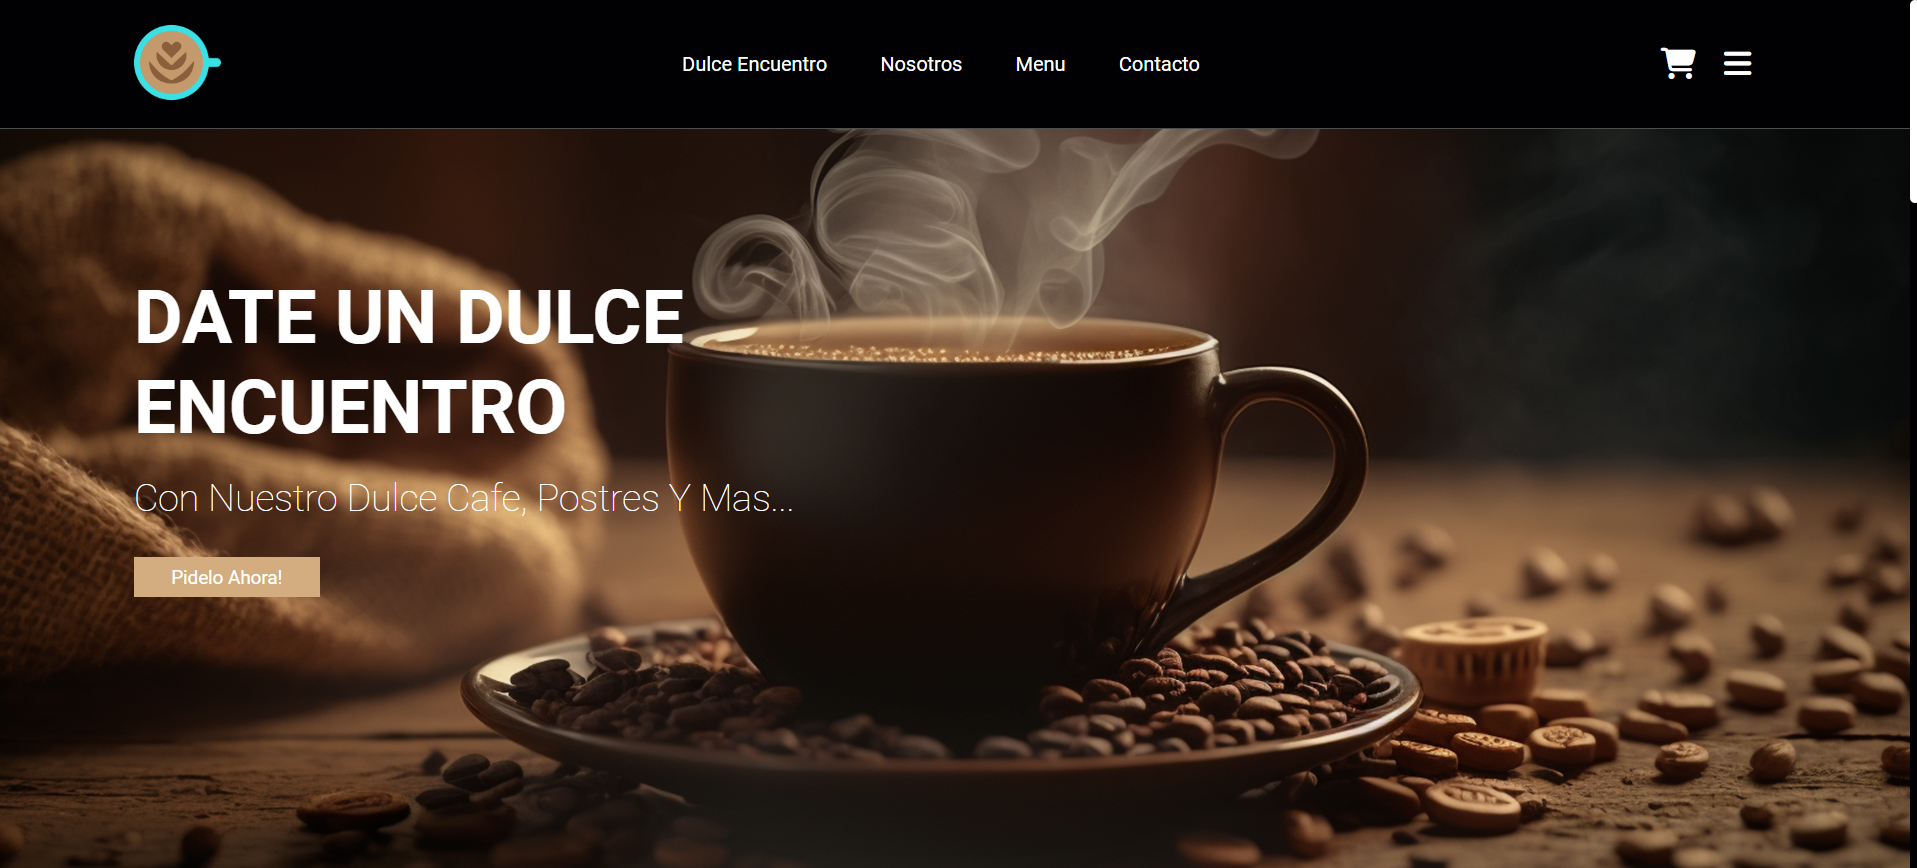 Dulce Encuentro Nosotros Menu Contacto
DATE UN DULCE
ENCUENTRO
Con Nuestro Dulce Cafe, Postres Y Mas...
Pidelo Ahora!